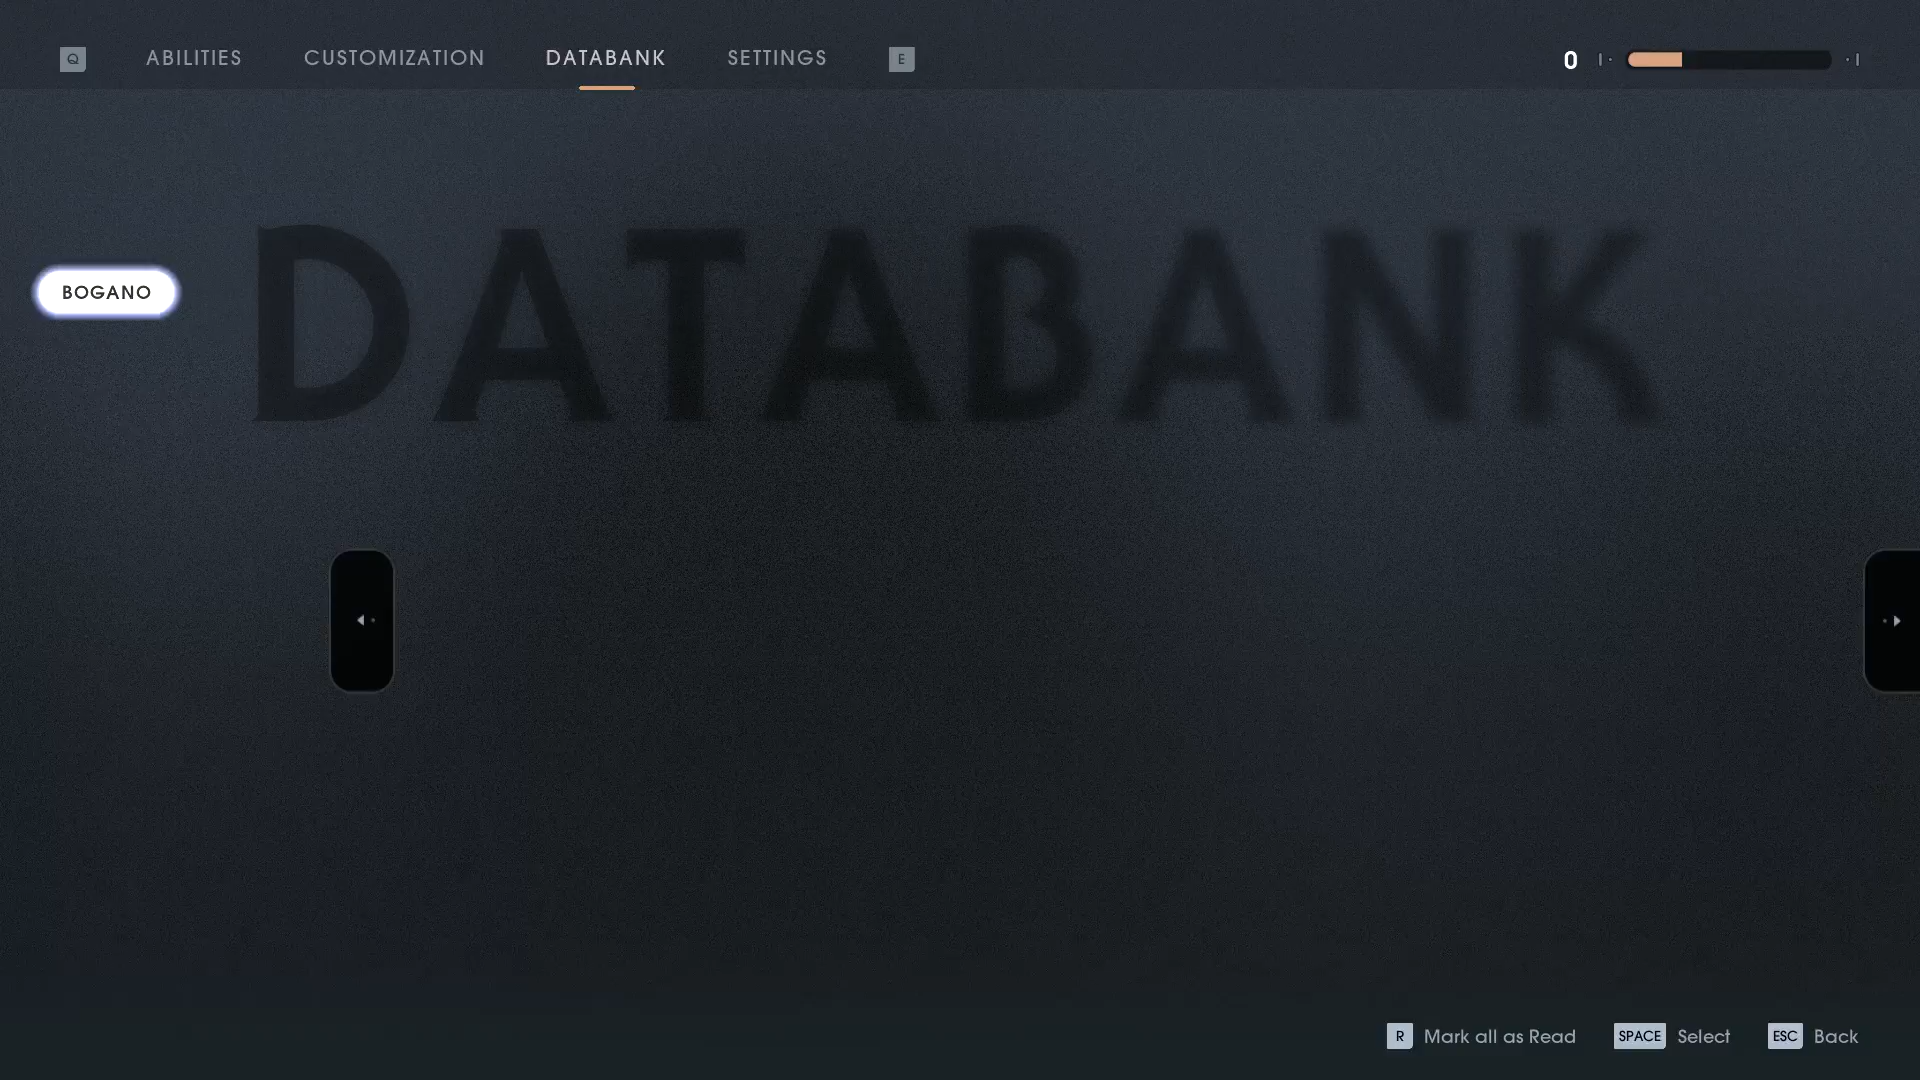 Q ABILITIES CUSTOMIZATION DATABANK SETTINGS E 0
DATABANK
BOGANO
R Mark all as Read SPACE Select ESC Back